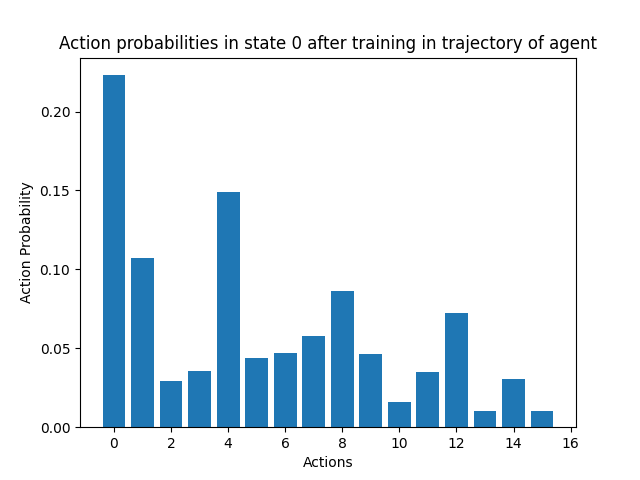 Action probabilities in state 0 after training in trajectory of agent
0.20
0.15
0.10
0.05
0.00
Action Probability
0 2 4 6 8 10 12 14 16
Actions